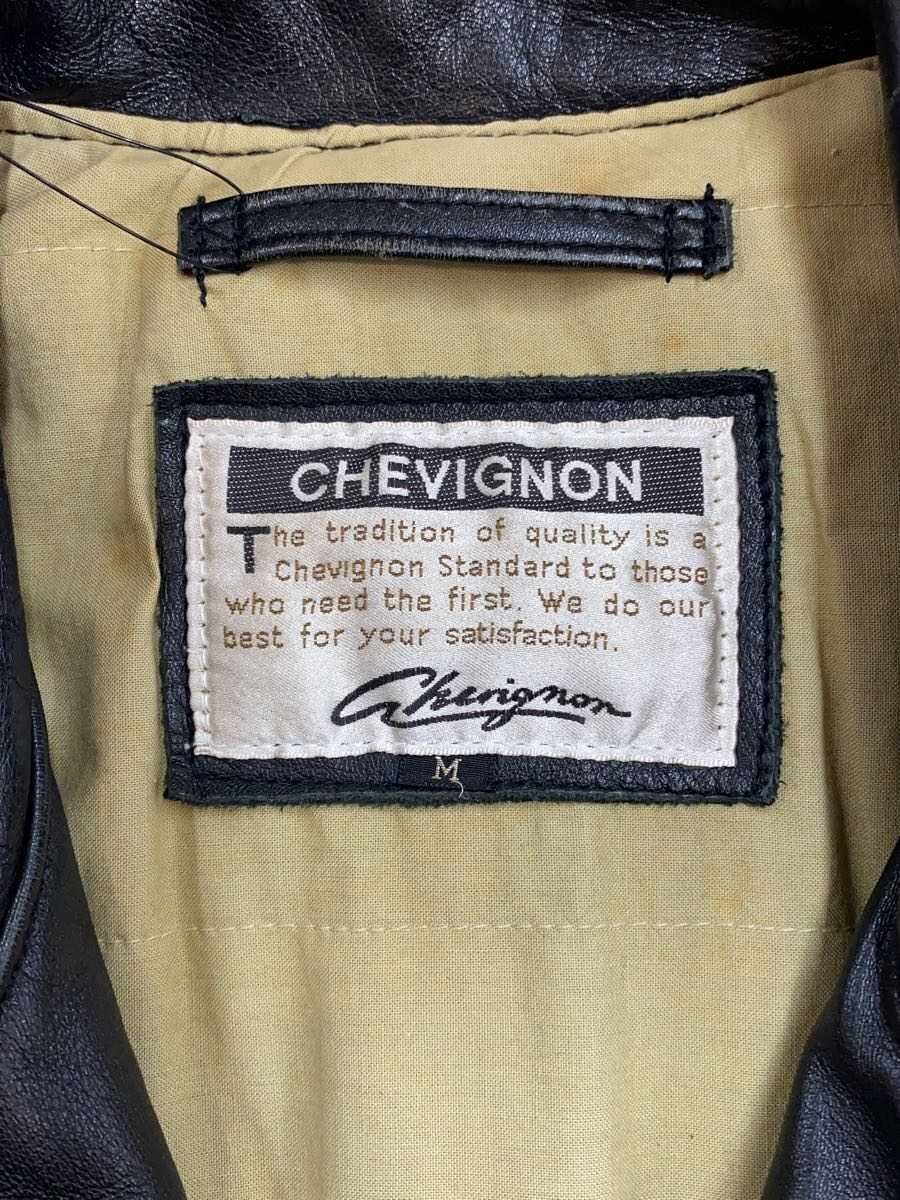 CHEVIGNON
The tradition of quality is a
Chevignon Standard to those
who need the first. We do our
best for your satisfaction.
Chevignon
M